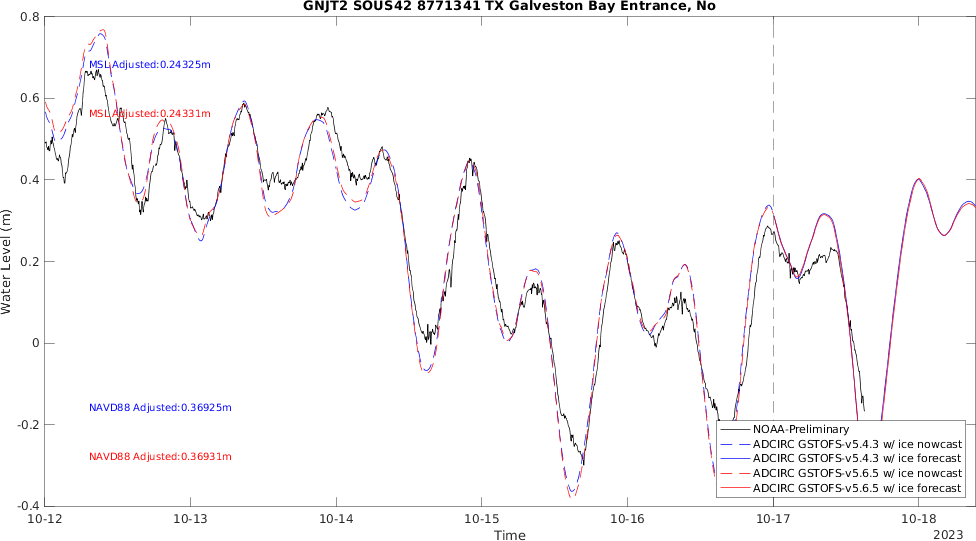 GNJT2 SOUS42 8771341 TX Galveston Bay Entrance, No
0.8
0.6
0.4
0.2
0
-0.2
-0.4
Water Level (m)
MSL Adjusted:0.24325m
MSL Adjusted:0.24331m
NAVD88 Adjusted:0.36925m
NAVD88 Adjusted:0.36931m
NOAA-Preliminary
ADCIRC GSTOFS-v5.4.3 w/ ice nowcast
ADCIRC GSTOFS-v5.4.3 w/ ice forecast
ADCIRC GSTOFS-v5.6.5 w/ ice nowcast
ADCIRC GSTOFS-v5.6.5 w/ ice forecast
10-12 10-13 10-14 10-15 10-16 10-17 10-18
Time
2023